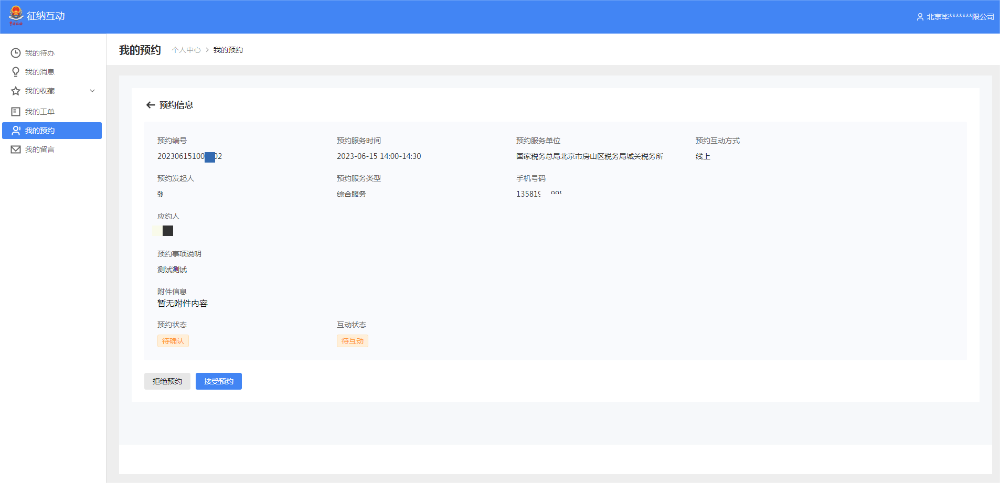 征纳互动
北京毕*******限公司
我的待办
我的消息
我的收藏
我的工单
我的预约
我的留言
我的预约 个人中心 > 我的预约
预约信息
预约编号 预约服务时间 预约服务单位 预约互动方式
20230615100 02 2023-06-15 14:00-14:30 国家税务总局北京市房山区税务局城关税务所 线上
预约发起人 预约服务类型 手机号码
张 综合服务 135819
应约人
预约事项说明
测试测试
附件信息
暂无附件内容
预约状态 互动状态
待确认 待互动
拒绝预约 接受预约